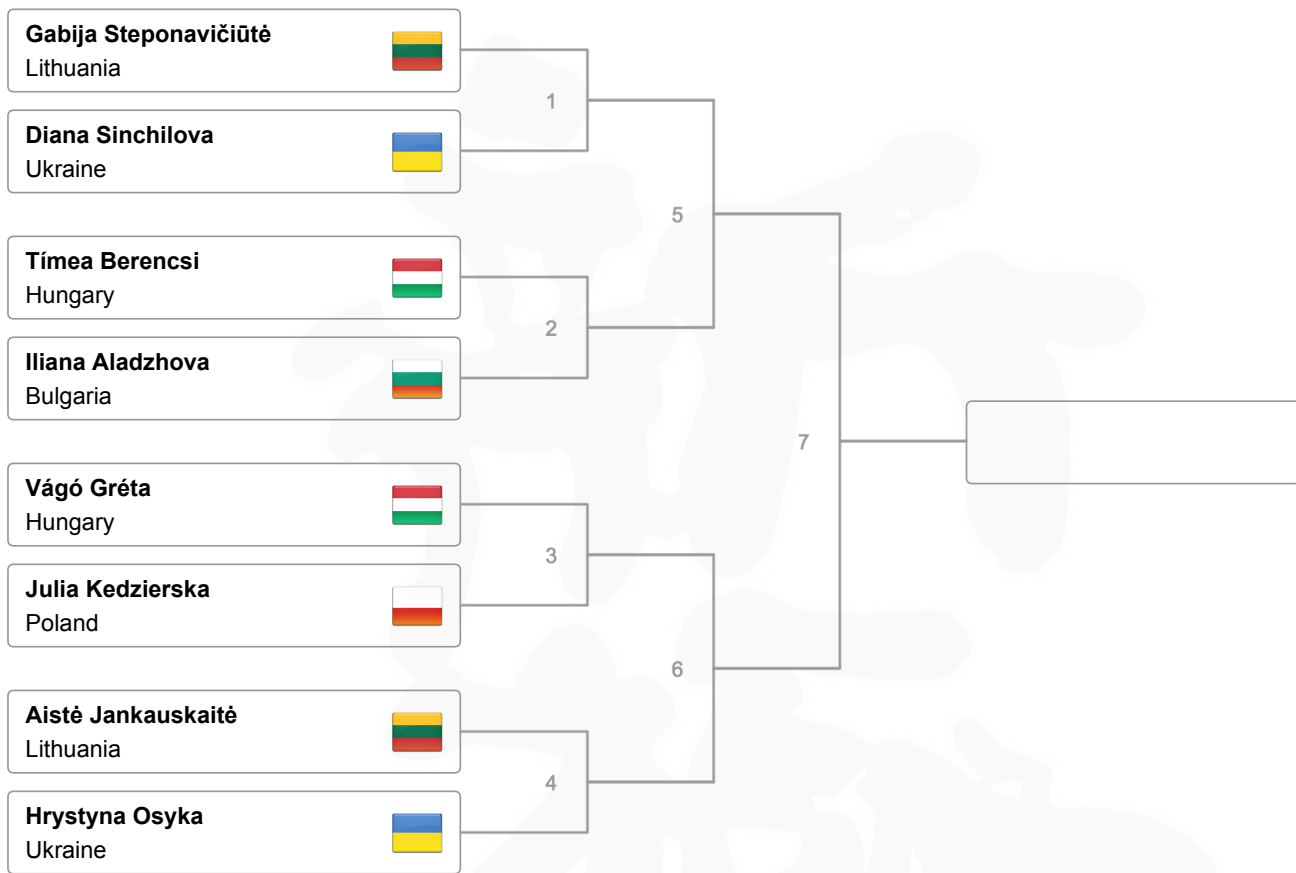 Gabija Steponavičiūtė
Lithuania
1
Diana Sinchilova
Ukraine
5
Tímea Berencsi
Hungary
2
Iliana Aladzhova
Bulgaria
7
Vágó Gréta
Hungary
3
Julia Kedzierska
Poland
6
Aistė Jankauskaitė
Lithuania
4
Hrystyna Osyka
Ukraine